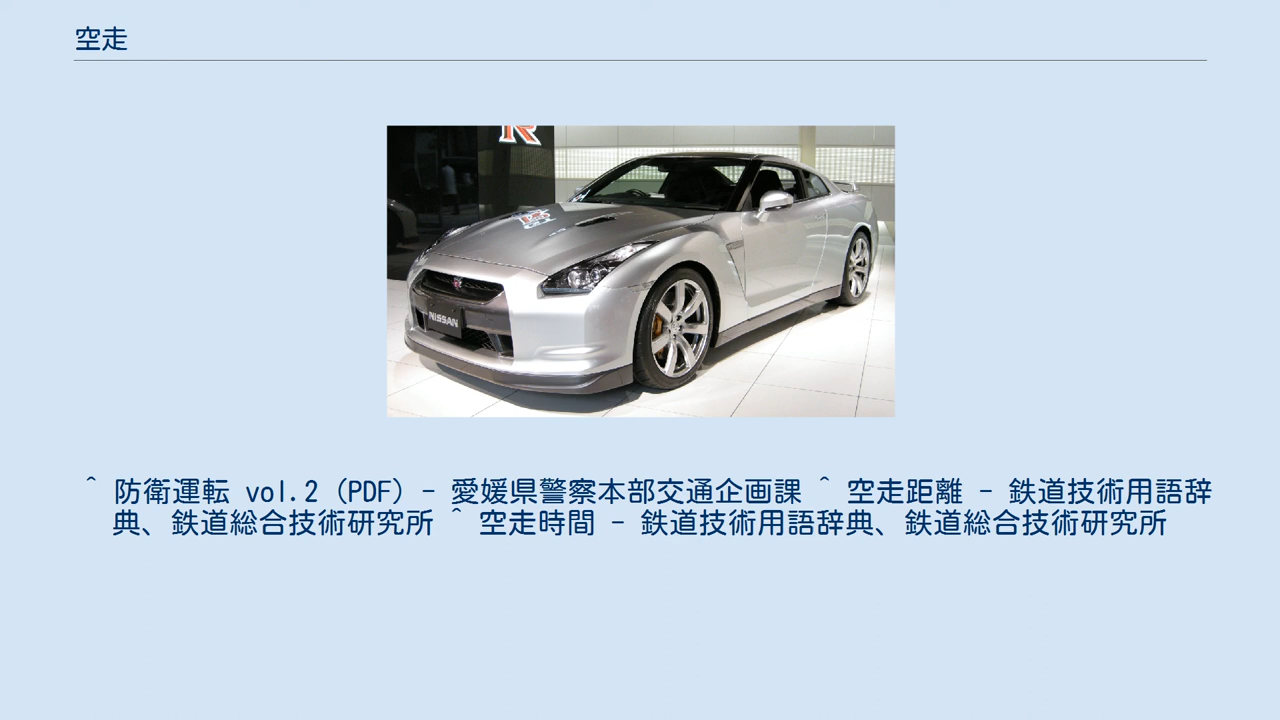 空走
R
NISSAN
^ 防衛運転 vol.2（PDF）- 愛媛県警察本部交通企画課 ^ 空走距離 - 鉄道技術用語辞
典、鉄道総合技術研究所 ^ 空走時間 - 鉄道技術用語辞典、鉄道総合技術研究所